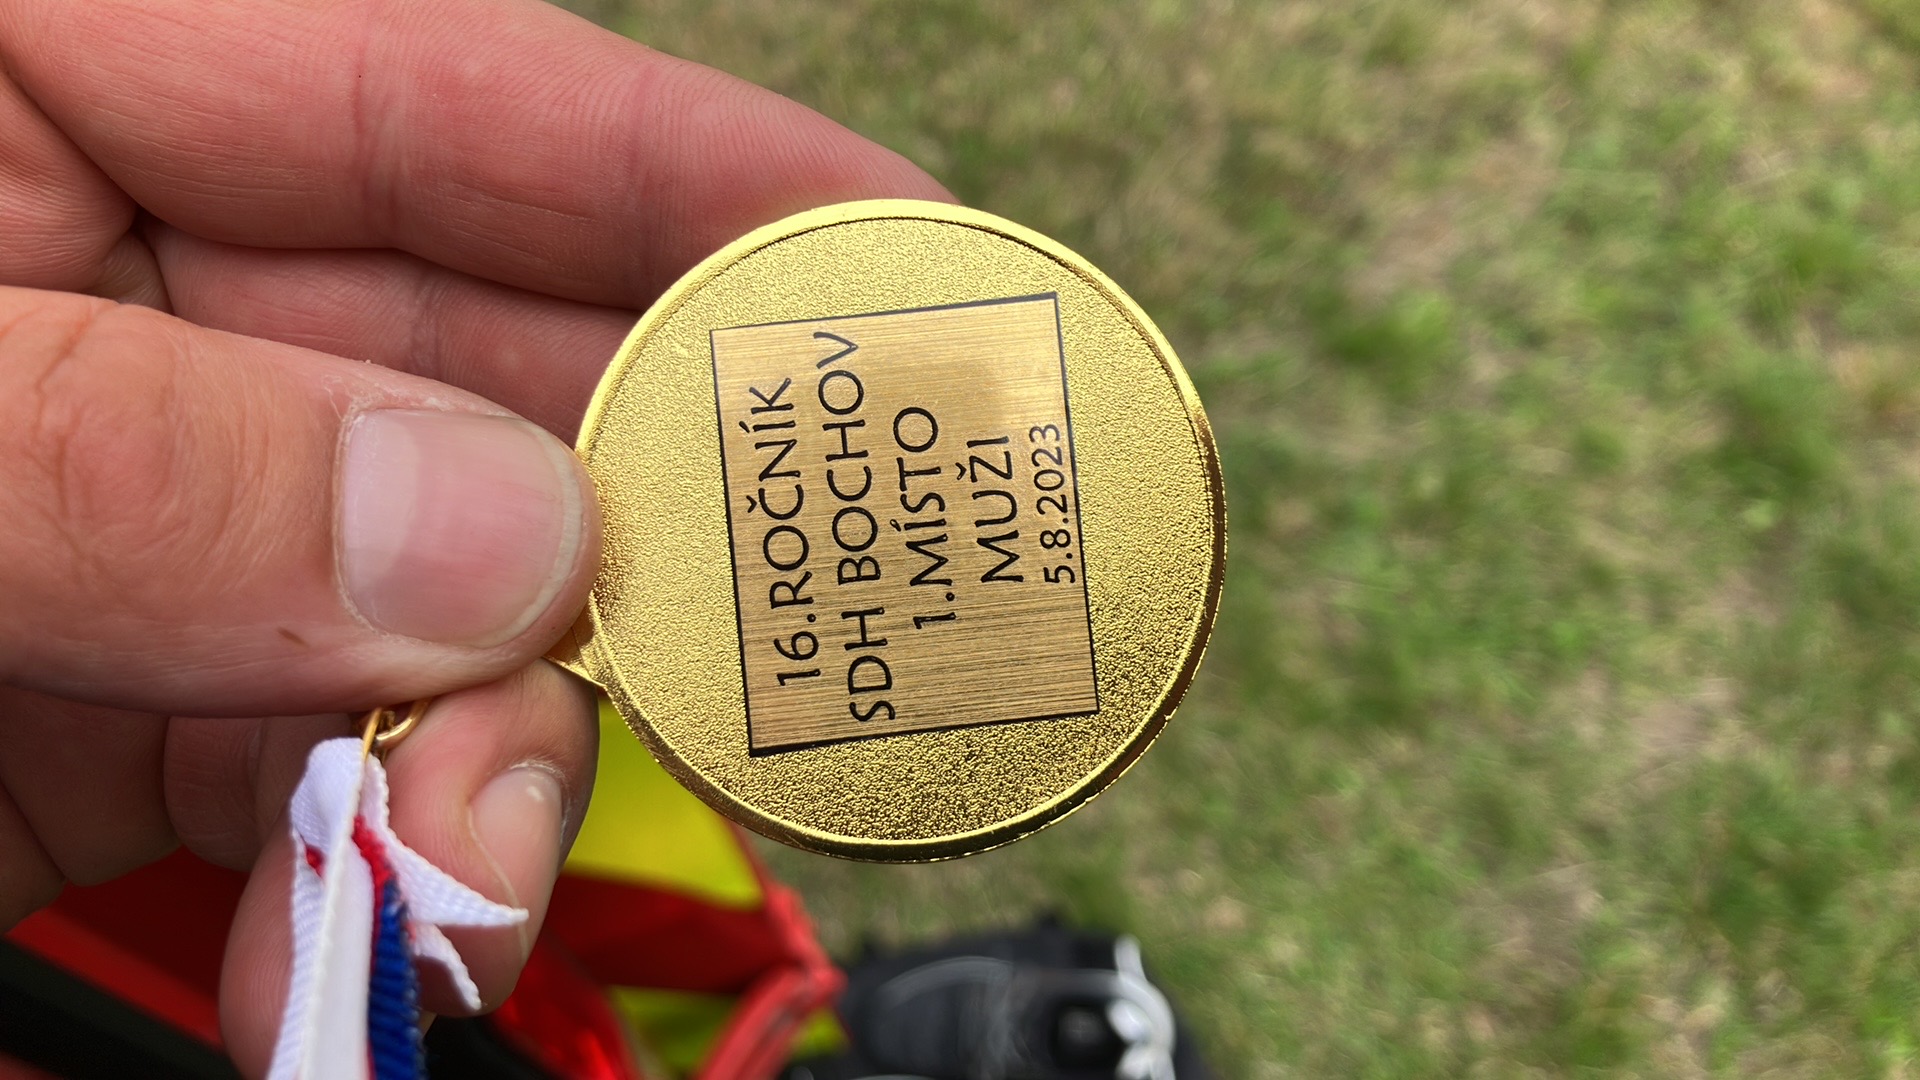 16.ROČNÍK
SDH BOCHOV
1.MÍSTO
MUŽI
5.8.2023